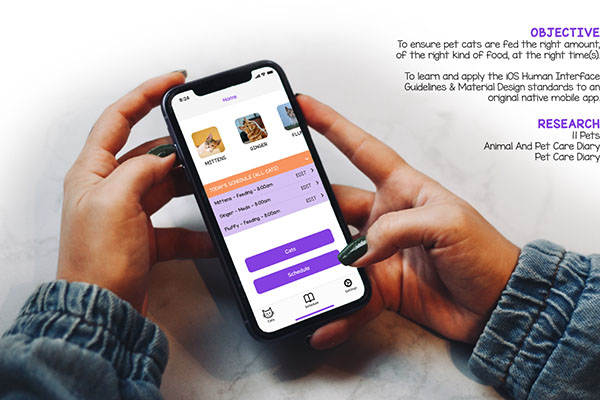 OBJECTIVE
To ensure pet cats are fed the right amount,
of the right kind of food, at the right time(s).
To learn and apply the iOS Human Interface
Guidelines & Material Design standards to an
original native mobile app.
RESEARCH
11 Pets
Animal And Pet Care Diary
Pet Care Diary
8:24
Home
MITTENS
GINGER
FLUF
TODAY'S SCHEDULE (ALL CATS)
Mittens - Feeding - 8:00am EDIT
Ginger - Meds - 8:00am EDIT
Fluffy - Feeding - 8:00am EDIT
Cats
Schedule
Cats
Schedule
Settings